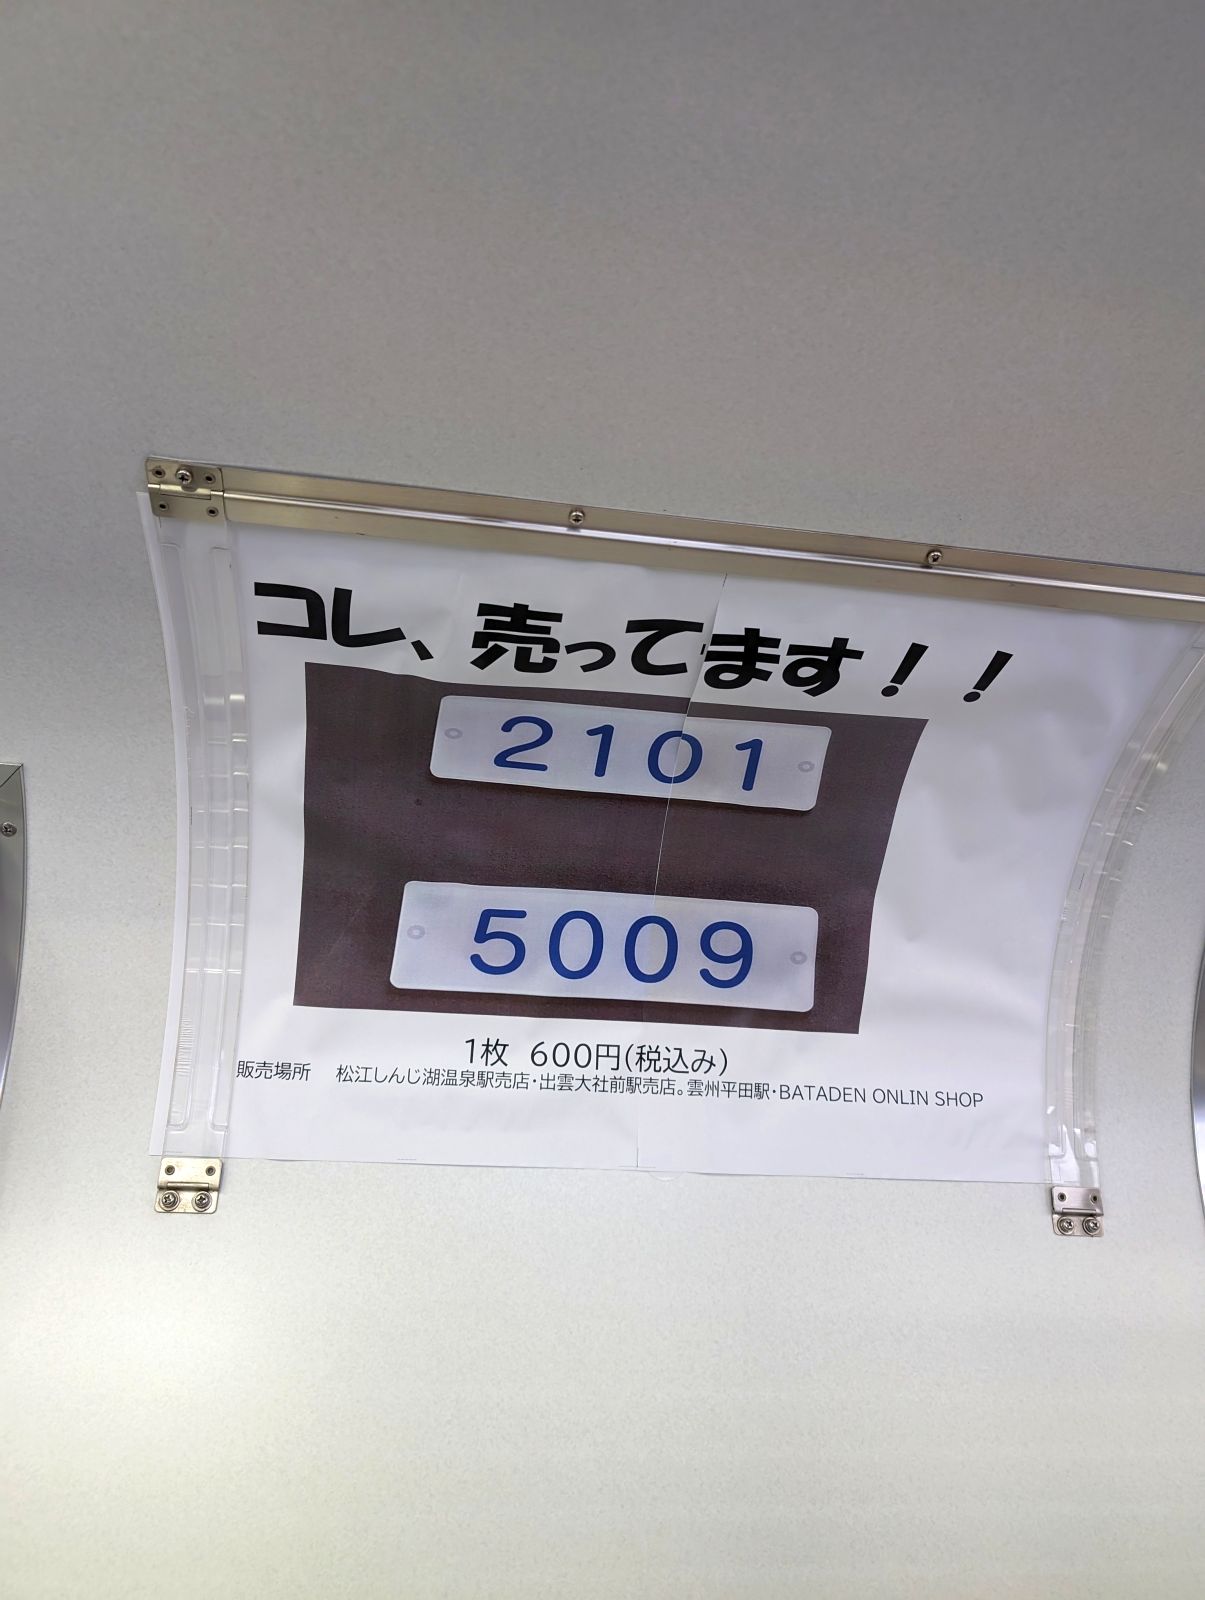 コレ、売ってます！！
2101
5009
1枚 600円(税込み)
販売場所 松江しんじ湖温泉駅売店・出雲大社前駅売店。雲州平田駅・BATADEN ONLIN SHOP